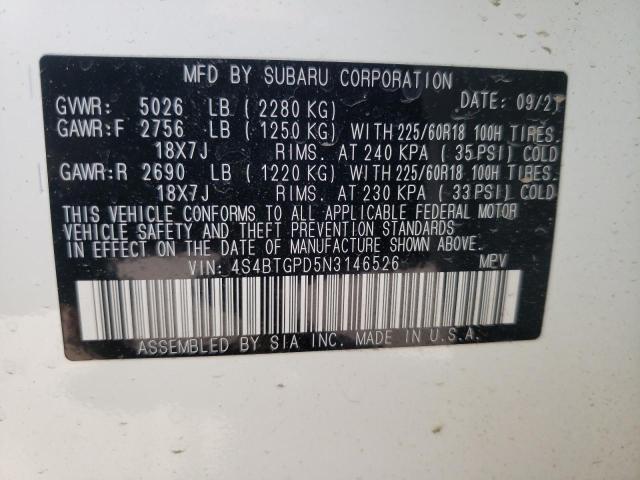 MFD BY SUBARU CORPORATION
GVWR: 5026 LB (2280 KG) DATE: 09/21
GAWR:F 2756 LB (1250 KG) WITH 225/60R18 100H TIRES.
18X7J RIMS. AT 240 KPA (35 PSI) COLD
GAWR:R 2690 LB (1220 KG) WITH 225/60R18 100H TIRES.
18X7J RIMS. AT 230 KPA (33 PSI) COLD
THIS VEHICLE CONFORMS TO ALL APPLICABLE FEDERAL MOTOR
VEHICLE SAFETY AND THEFT PREVENTION STANDARDS
IN EFFECT ON THE DATE OF MANUFACTURE SHOWN ABOVE.
VIN: 4S4BTGPD5N3146526 MPV
ASSEMBLED BY SIA INC. MADE IN U.S.A.